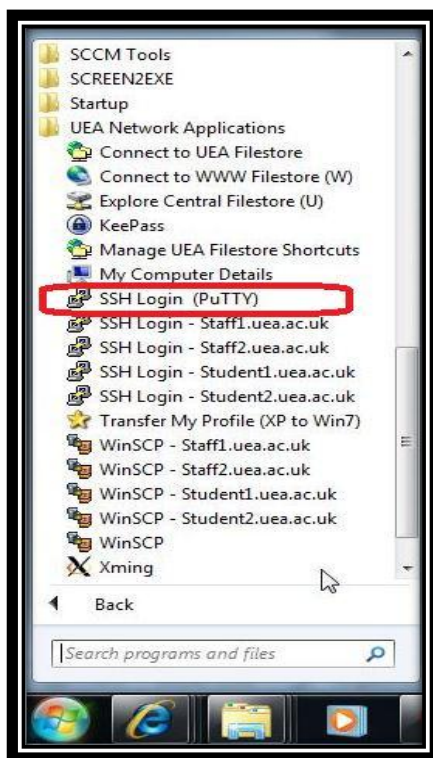 SCCM Tools
SCREEN2EXE
Startup
UEA Network Applications
Connect to UEA Filestore
Connect to WWW Filestore (W)
Explore Central Filestore (U)
KeePass
Manage UEA Filestore Shortcuts
My Computer Details
SSH Login (PuTTY)
SSH Login - Staff1.uea.ac.uk
SSH Login - Staff2.uea.ac.uk
SSH Login - Student1.uea.ac.uk
SSH Login - Student2.uea.ac.uk
Transfer My Profile (XP to Win7)
WinSCP - Staff1.uea.ac.uk
WinSCP - Staff2.uea.ac.uk
WinSCP - Student1.uea.ac.uk
WinSCP - Student2.uea.ac.uk
WinSCP
Xming
Back
Search programs and files